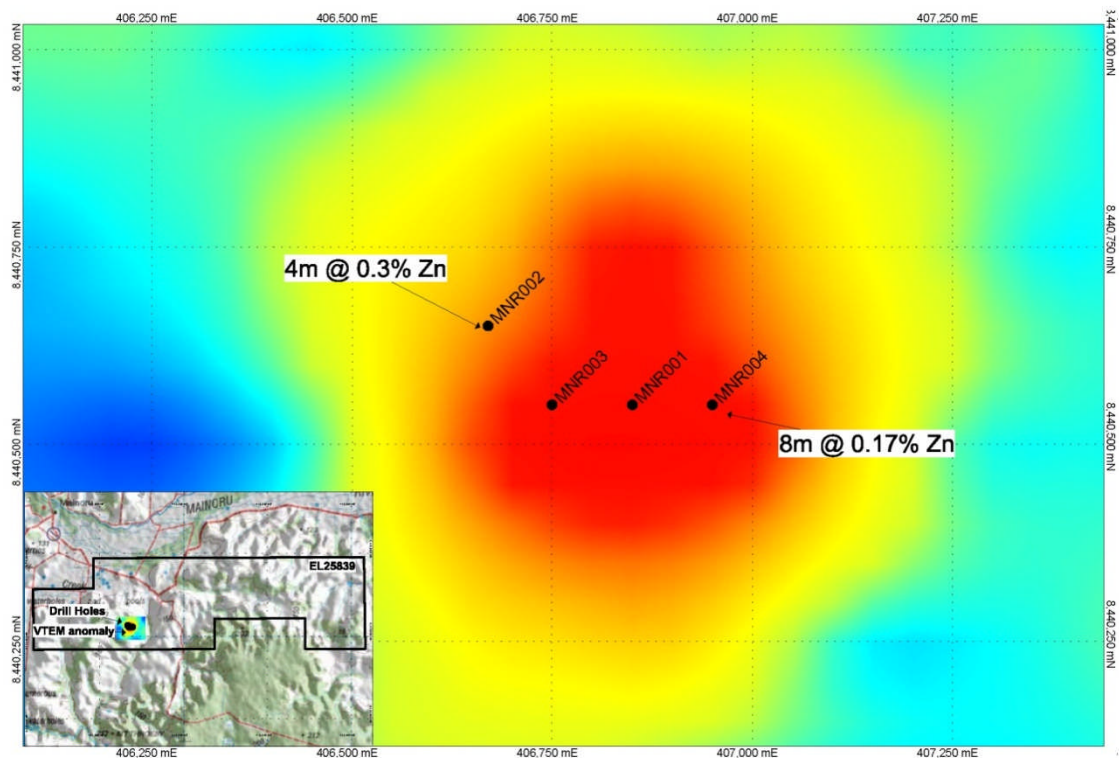 406,250 mE
406,500 mE
406,750 mE
407,000 mE
407,250 mE
8,441,000 mN
8,441,000 mN
8,440,750 mN
8,440,750 mN
4m @ 0.3% Zn
MNR002
MNR003
MNR001
MNR004
8,440,500 mN
8,440,500 mN
8m @ 0.17% Zn
Mainoru
MAINORU
EL25839
Creek
Drill Holes
VTEM anomaly
8,440,250 mN
8,440,250 mN
406,250 mE
406,500 mE
406,750 mE
407,000 mE
407,250 mE